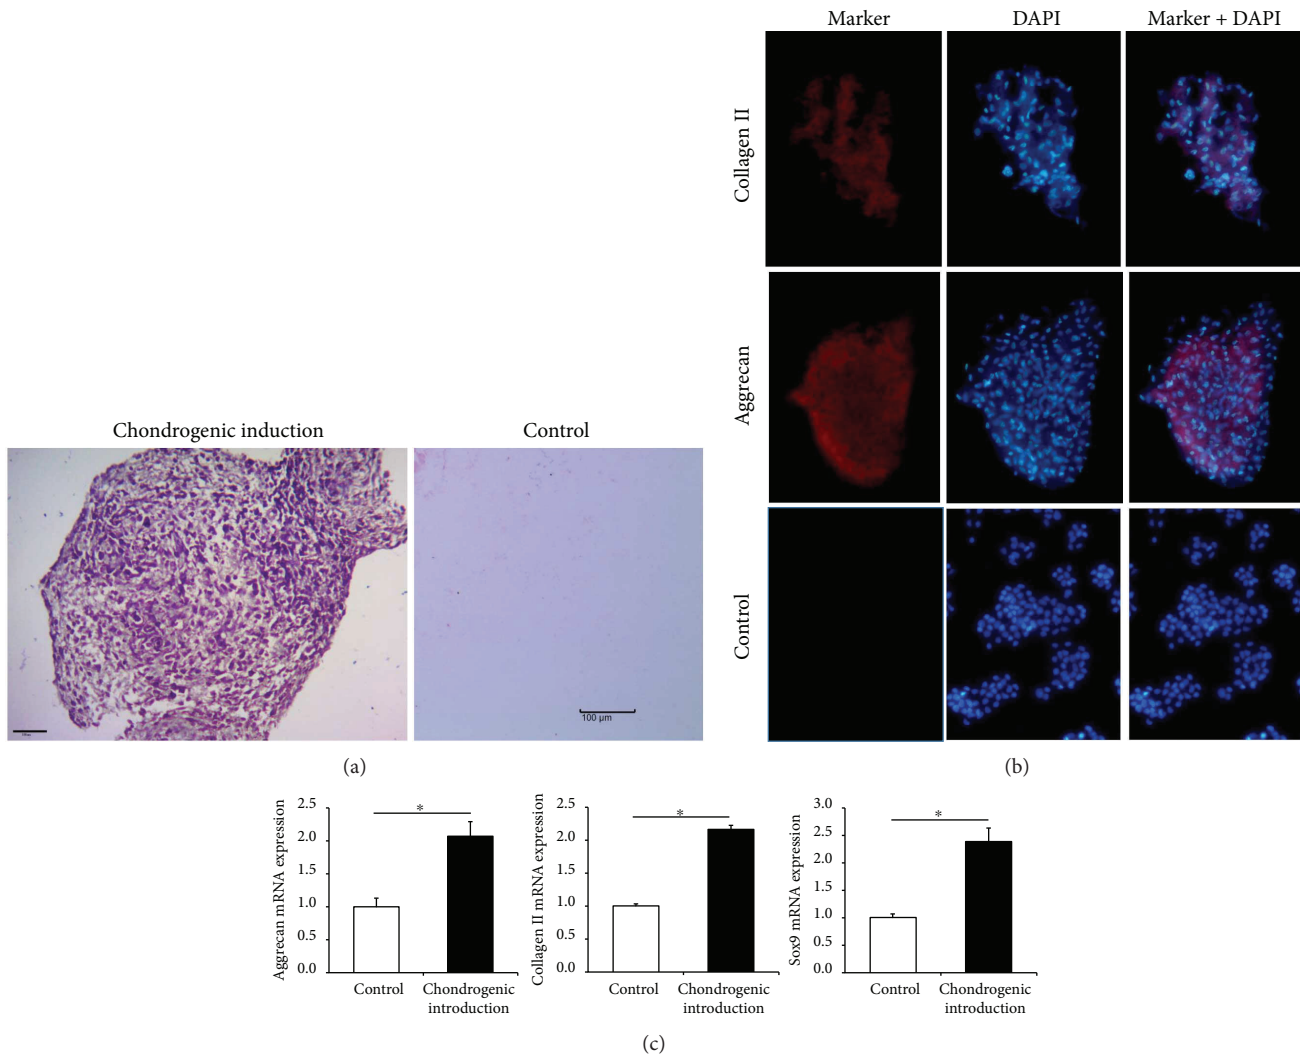 Marker
DAPI
Marker + DAPI
Collagen II
Aggrecan
Control
Chondrogenic induction
Control
100 μm
(a)
(b)
Aggrecan mRNA expression
2.5
2.0
1.5
1.0
0.5
0.0
*
Control
Chondrogenic
introduction
Collagen II mRNA expression
2.5
2.0
1.5
1.0
0.5
0.0
*
Control
Chondrogenic
introduction
Sox9 mRNA expression
3.0
2.5
2.0
1.5
1.0
0.5
0.0
*
Control
Chondrogenic
introduction
(c)